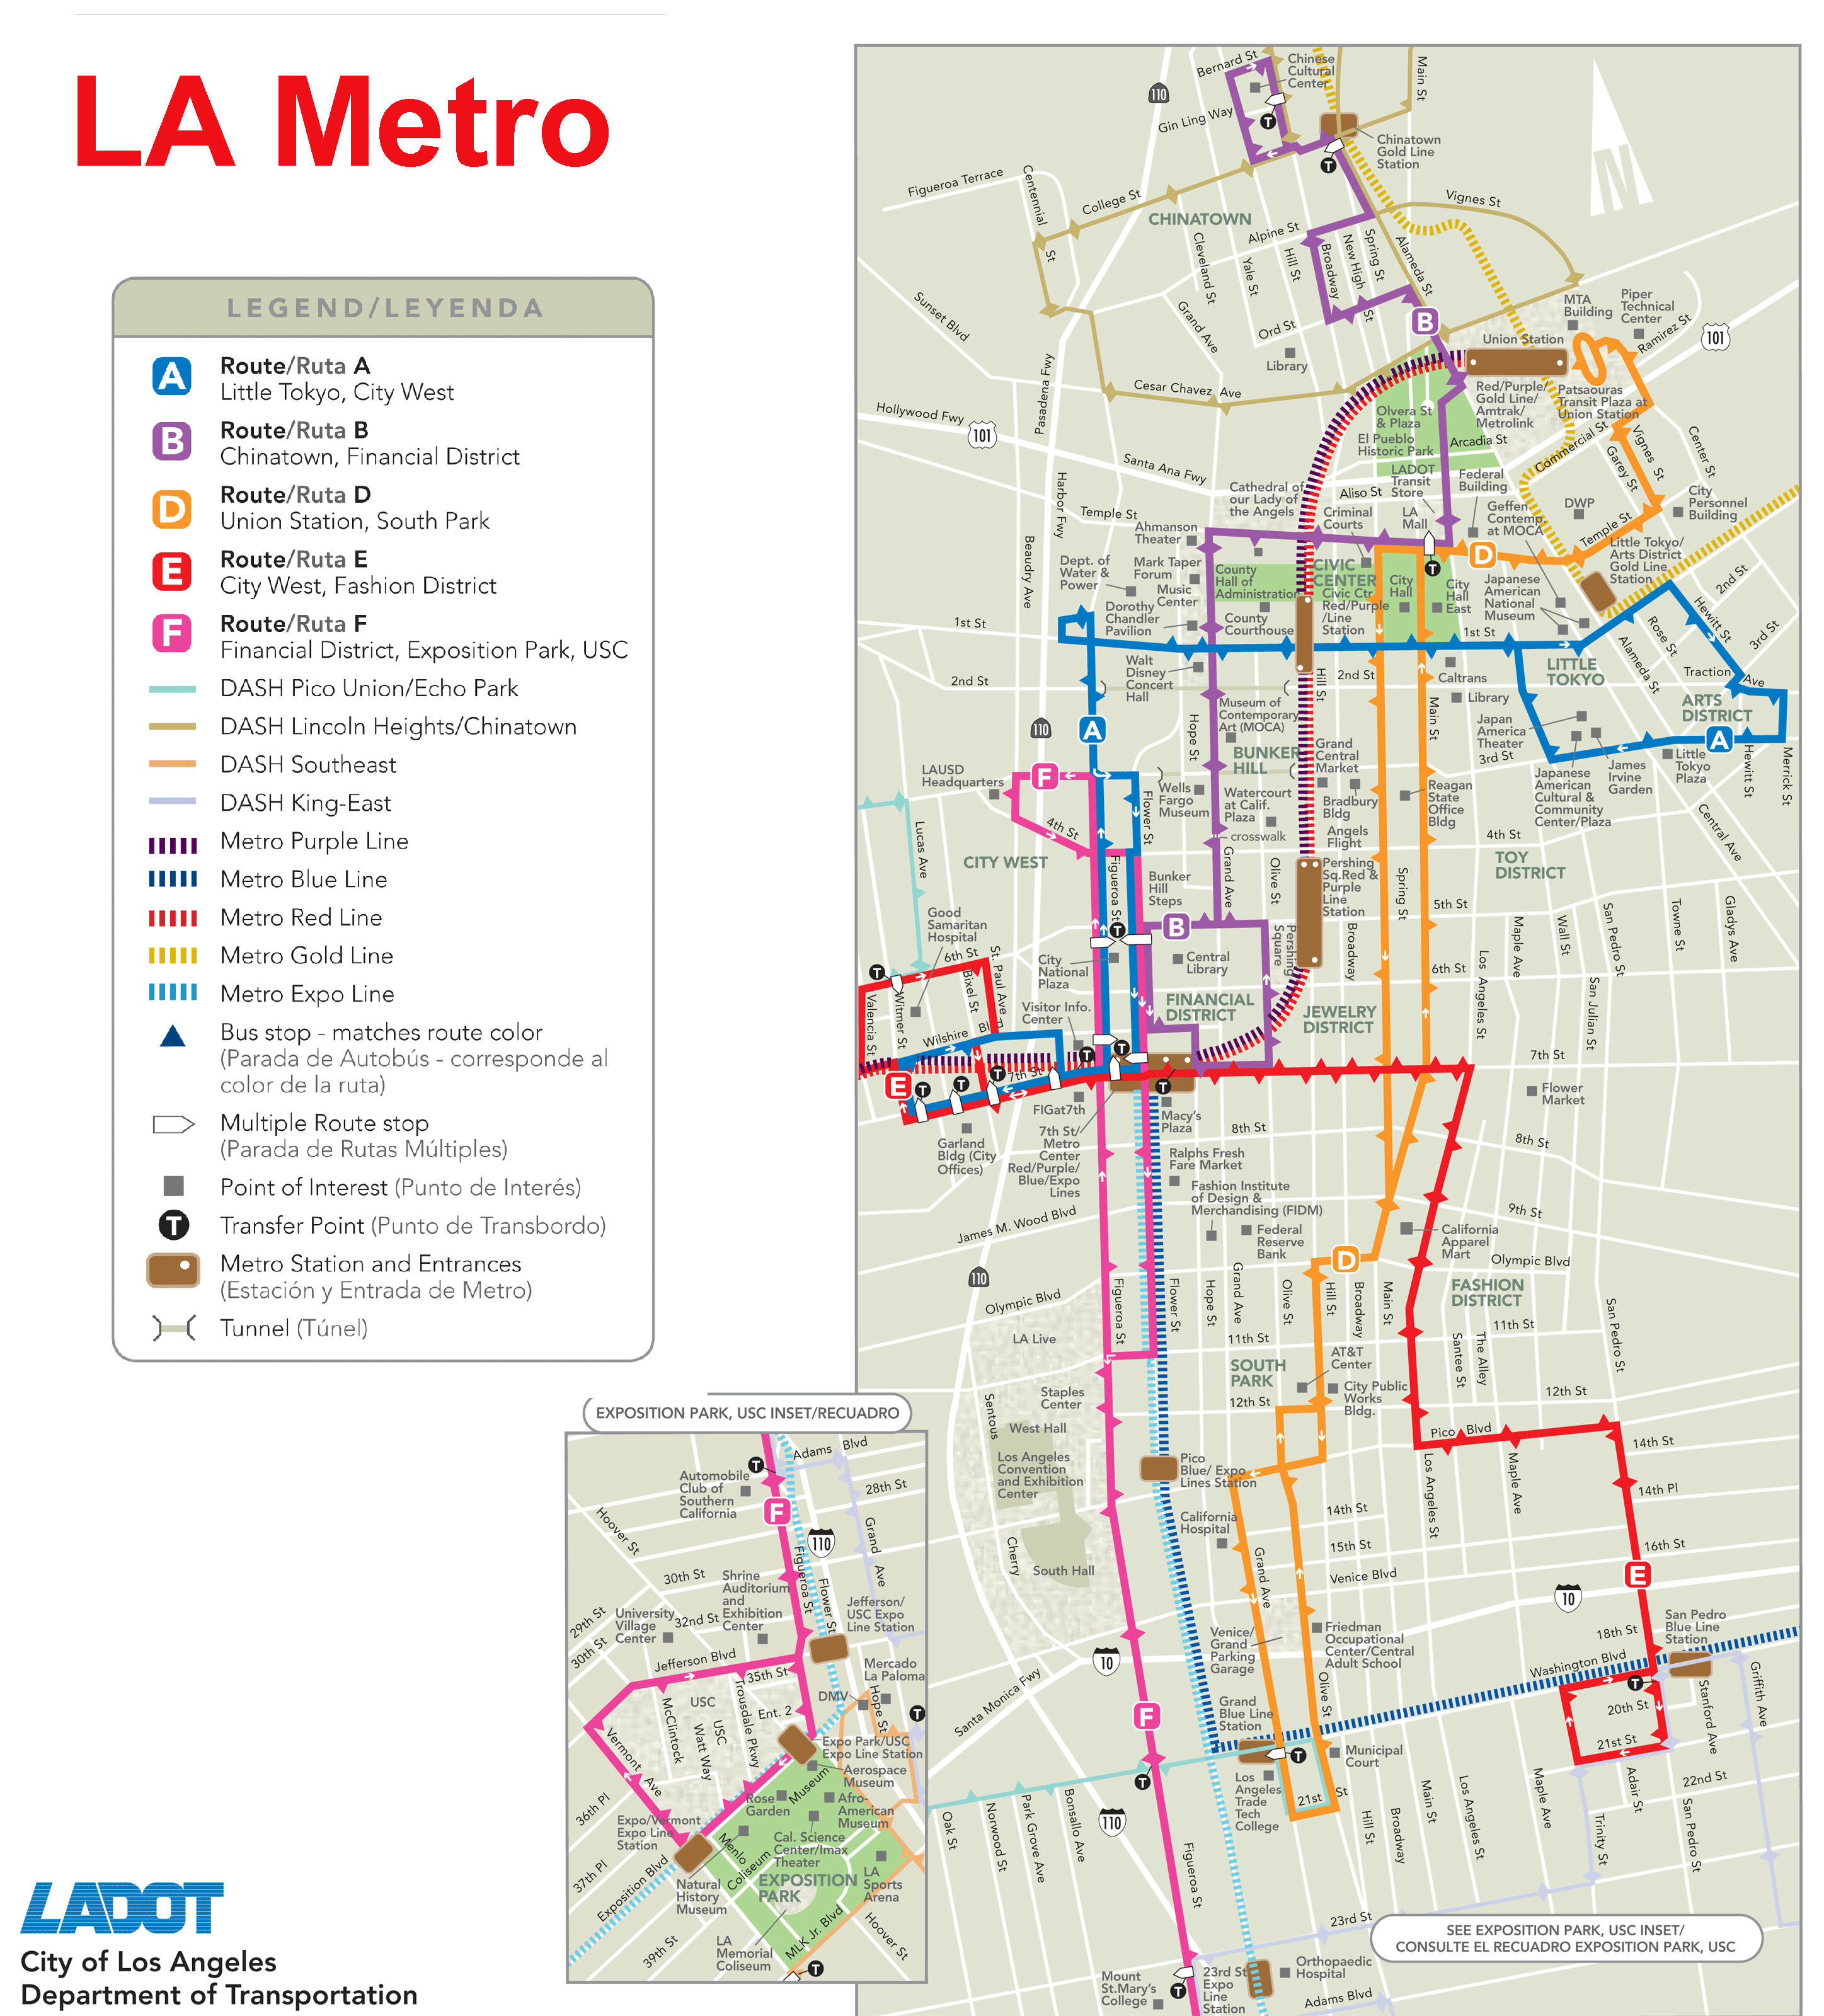 LA Metro
LEGEND/LEYENDA
A
Route/Ruta A
Little Tokyo, City West
B
Route/Ruta B
Chinatown, Financial District
D
Route/Ruta D
Union Station, South Park
E
Route/Ruta E
City West, Fashion District
F
Route/Ruta F
Financial District, Exposition Park, USC
DASH Pico Union/Echo Park
DASH Lincoln Heights/Chinatown
DASH Southeast
DASH King-East
Metro Purple Line
Metro Blue Line
Metro Red Line
Metro Gold Line
Metro Expo Line
Bus stop - matches route color
(Parada de Autobús - corresponde al
color de la ruta)
Multiple Route stop
(Parada de Rutas Múltiples)
Point of Interest (Punto de Interés)
T
Transfer Point (Punto de Transbordo)
Metro Station and Entrances
(Estación y Entrada de Metro)
Tunnel (Túnel)
Bernard St
Chinese
Cultural
Center
Main St
110
Gin Ling Way
T
Chinatown
Gold Line
Station
T
Figueroa Terrace
Centennial
St
College St
CHINATOWN
Vignes St
Alpine St
Cleveland St
Yale St
Hill St
Broadway
New High
St
Spring St
Alameda St
Sunset Blvd
Grand Ave
Ord St
Library
B
MTA
Building
Piper
Technical
Center
Ramirez St
101
Union Station
Pasadena Fwy
Cesar Chavez Ave
Red/Purple/
Gold Line/
Amtrak/
Metrolink
Patsaouras
Transit Plaza at
Union Station
Hollywood Fwy
101
Olvera St
& Plaza
El Pueblo
Historic Park
Arcadia St
Commercial St
Vignes St
Garey St
Center St
Santa Ana Fwy
LADOT
Transit
Store
Federal
Building
Harbor Fwy
Temple St
Cathedral of
our Lady of
the Angels
Aliso St
Criminal
Courts
LA
Mall
Geffen
Contemp.
at MOCA
DWP
City
Personnel
Building
Temple St
Ahmanson
Theater
D
Little Tokyo/
Arts District
Gold Line
Station
Beaudry Ave
Dept. of
Water &
Power
Mark Taper
Forum
Music
Center
Dorothy
Chandler
Pavilion
County
Hall of
Administration
County
Courthouse
CIVIC
CENTER
Civic Ctr
Red/Purple
/Line
Station
City
Hall
T
City
Hall
East
Japanese
American
National
Museum
2nd St
Hewitt St
Rose St
3rd St
1st St
1st St
Alameda St
2nd St
Walt
Disney
Concert
Hall
Hill St
2nd St
Caltrans
Library
LITTLE
TOKYO
Traction Ave
ARTS
DISTRICT
110
A
Hope St
Museum of
Contemporary
Art (MOCA)
BUNKER
HILL
Main St
Japan
America
Theater
3rd St
A
Little
Tokyo
Plaza
Hewitt St
Merrick St
LAUSD
Headquarters
F
Grand
Central
Market
Wells
Fargo
Museum
Watercourt
at Calif.
Plaza
Bradbury
Bldg
Reagan
State
Office
Bldg
Japanese
American
Cultural &
Community
Center/Plaza
James
Irvine
Garden
Central Ave
Lucas Ave
4th St
Flower St
crosswalk
Angels
Flight
4th St
CITY WEST
Figueroa St
Bunker
Hill
Steps
Grand Ave
Olive St
Pershing
Sq.Red &
Purple
Line
Station
Spring St
TOY
DISTRICT
5th St
Good
Samaritan
Hospital
T
B
Pershing
Square
Broadway
Los Angeles St
Maple Ave
Wall St
San Pedro St
Towne St
Gladys Ave
6th St
T
St. Paul Ave
Bixel St
City
National
Plaza
Central
Library
6th St
San Julian St
Valencia St
Witmer St
Visitor Info.
Center
FINANCIAL
DISTRICT
JEWELRY
DISTRICT
Wilshire Bl
T
T
7th St
E
T
T
T
7th St
T
Flower
Market
FIGat7th
Macy's
Plaza
Garland
Bldg (City
Offices)
7th St/
Metro
Center
Red/Purple/
Blue/Expo
Lines
8th St
8th St
Ralphs Fresh
Fare Market
Fashion Institute
of Design &
Merchandising (FIDM)
James M. Wood Blvd
Federal
Reserve
Bank
9th St
California
Apparel
Mart
110
D
Olympic Blvd
Olympic Blvd
Figueroa St
Flower St
Hope St
Grand Ave
Olive St
Hill St
Broadway
Main St
FASHION
DISTRICT
LA Live
11th St
11th St
Santee St
The Alley
San Pedro St
SOUTH
PARK
AT&T
Center
Staples
Center
12th St
City Public
Works
Bldg.
12th St
Sentous
West Hall
Pico Blvd
14th St
Los Angeles
Convention
and Exhibition
Center
Pico
Blue/ Expo
Lines Station
Los Angeles St
Maple Ave
14th Pl
California
Hospital
14th St
15th St
16th St
Cherry
South Hall
Grand Ave
Venice Blvd
E
10
San Pedro
Blue Line
Station
10
Venice/
Grand
Parking
Garage
Friedman
Occupational
Center/Central
Adult School
18th St
Washington Blvd
Santa Monica Fwy
F
Olive St
T
20th St
Stanford Ave
Griffith Ave
Grand
Blue Line
Station
T
21st St
Municipal
Court
T
Los
Angeles
Trade
Tech
College
21st St
22nd St
110
Oak St
Norwood St
Park Grove Ave
Bonsallo Ave
Figueroa St
Hill St
Broadway
Main St
Los Angeles St
Maple Ave
Trinity St
Adair St
San Pedro St
23rd St
SEE EXPOSITION PARK, USC INSET/
CONSULTE EL RECUADRO EXPOSITION PARK, USC
Mount
St.Mary's
College
T
23rd St
Expo
Line
Station
Orthopaedic
Hospital
Adams Blvd
EXPOSITION PARK, USC INSET/RECUADRO
T
Adams Blvd
Automobile
Club of
Southern
California
F
28th St
Hoover St
110
Grand Ave
Figueroa St
Flower St
30th St
Shrine
Auditorium
and
Exhibition
Center
Jefferson/
USC Expo
Line Station
29th St
30th St
University
Village
Center
32nd St
Jefferson Blvd
35th St
Mercado
La Paloma
USC
McClintock
Watt Way
USC
Trousdale Pkwy
Ent. 2
DMV
Hope St
T
Vermont Ave
Expo Park/USC
Expo Line Station
Aerospace
Museum
36th Pl
Museum
Rose
Garden
Afro-
American
Museum
Expo/Vermont
Expo Line
Station
Menlo
Cal. Science
Center/Imax
Theater
37th Pl
Exposition Blvd
Natural
History
Museum
Coliseum
EXPOSITION
PARK
LA
Sports
Arena
39th St
LA
Memorial
Coliseum
MLK Jr. Blvd
Hoover St
T
LADOT
City of Los Angeles
Department of Transportation